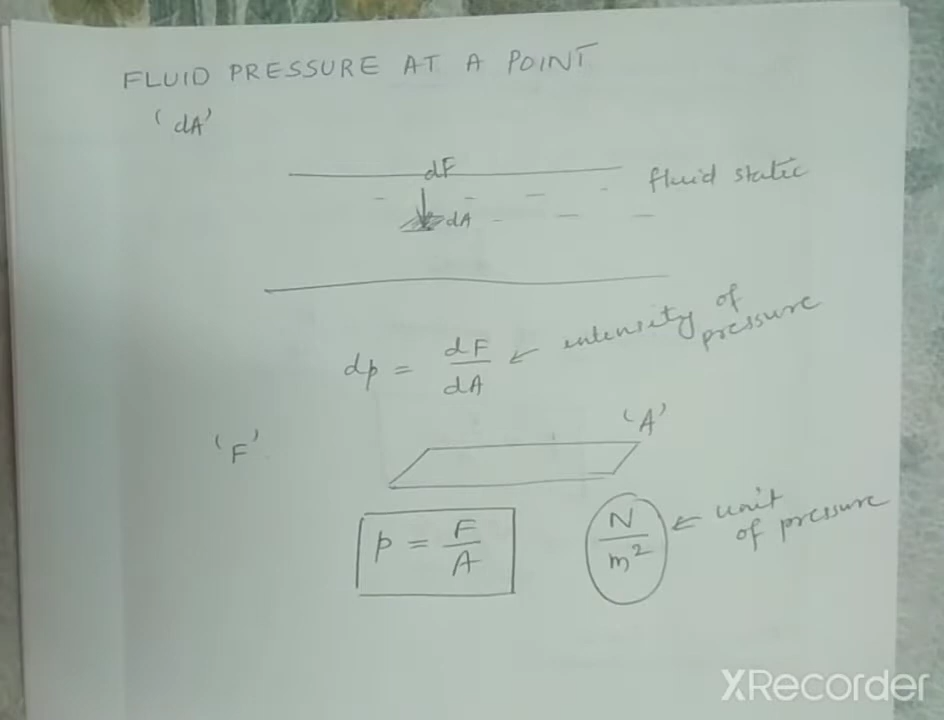 FLUID PRESSURE AT A POINT
'dA'
dF
fluid static
dA
dp = dF/dA ← intensity of pressure
'F'
'A'
p = F/A
N/m² ← unit of pressure
XRecorder